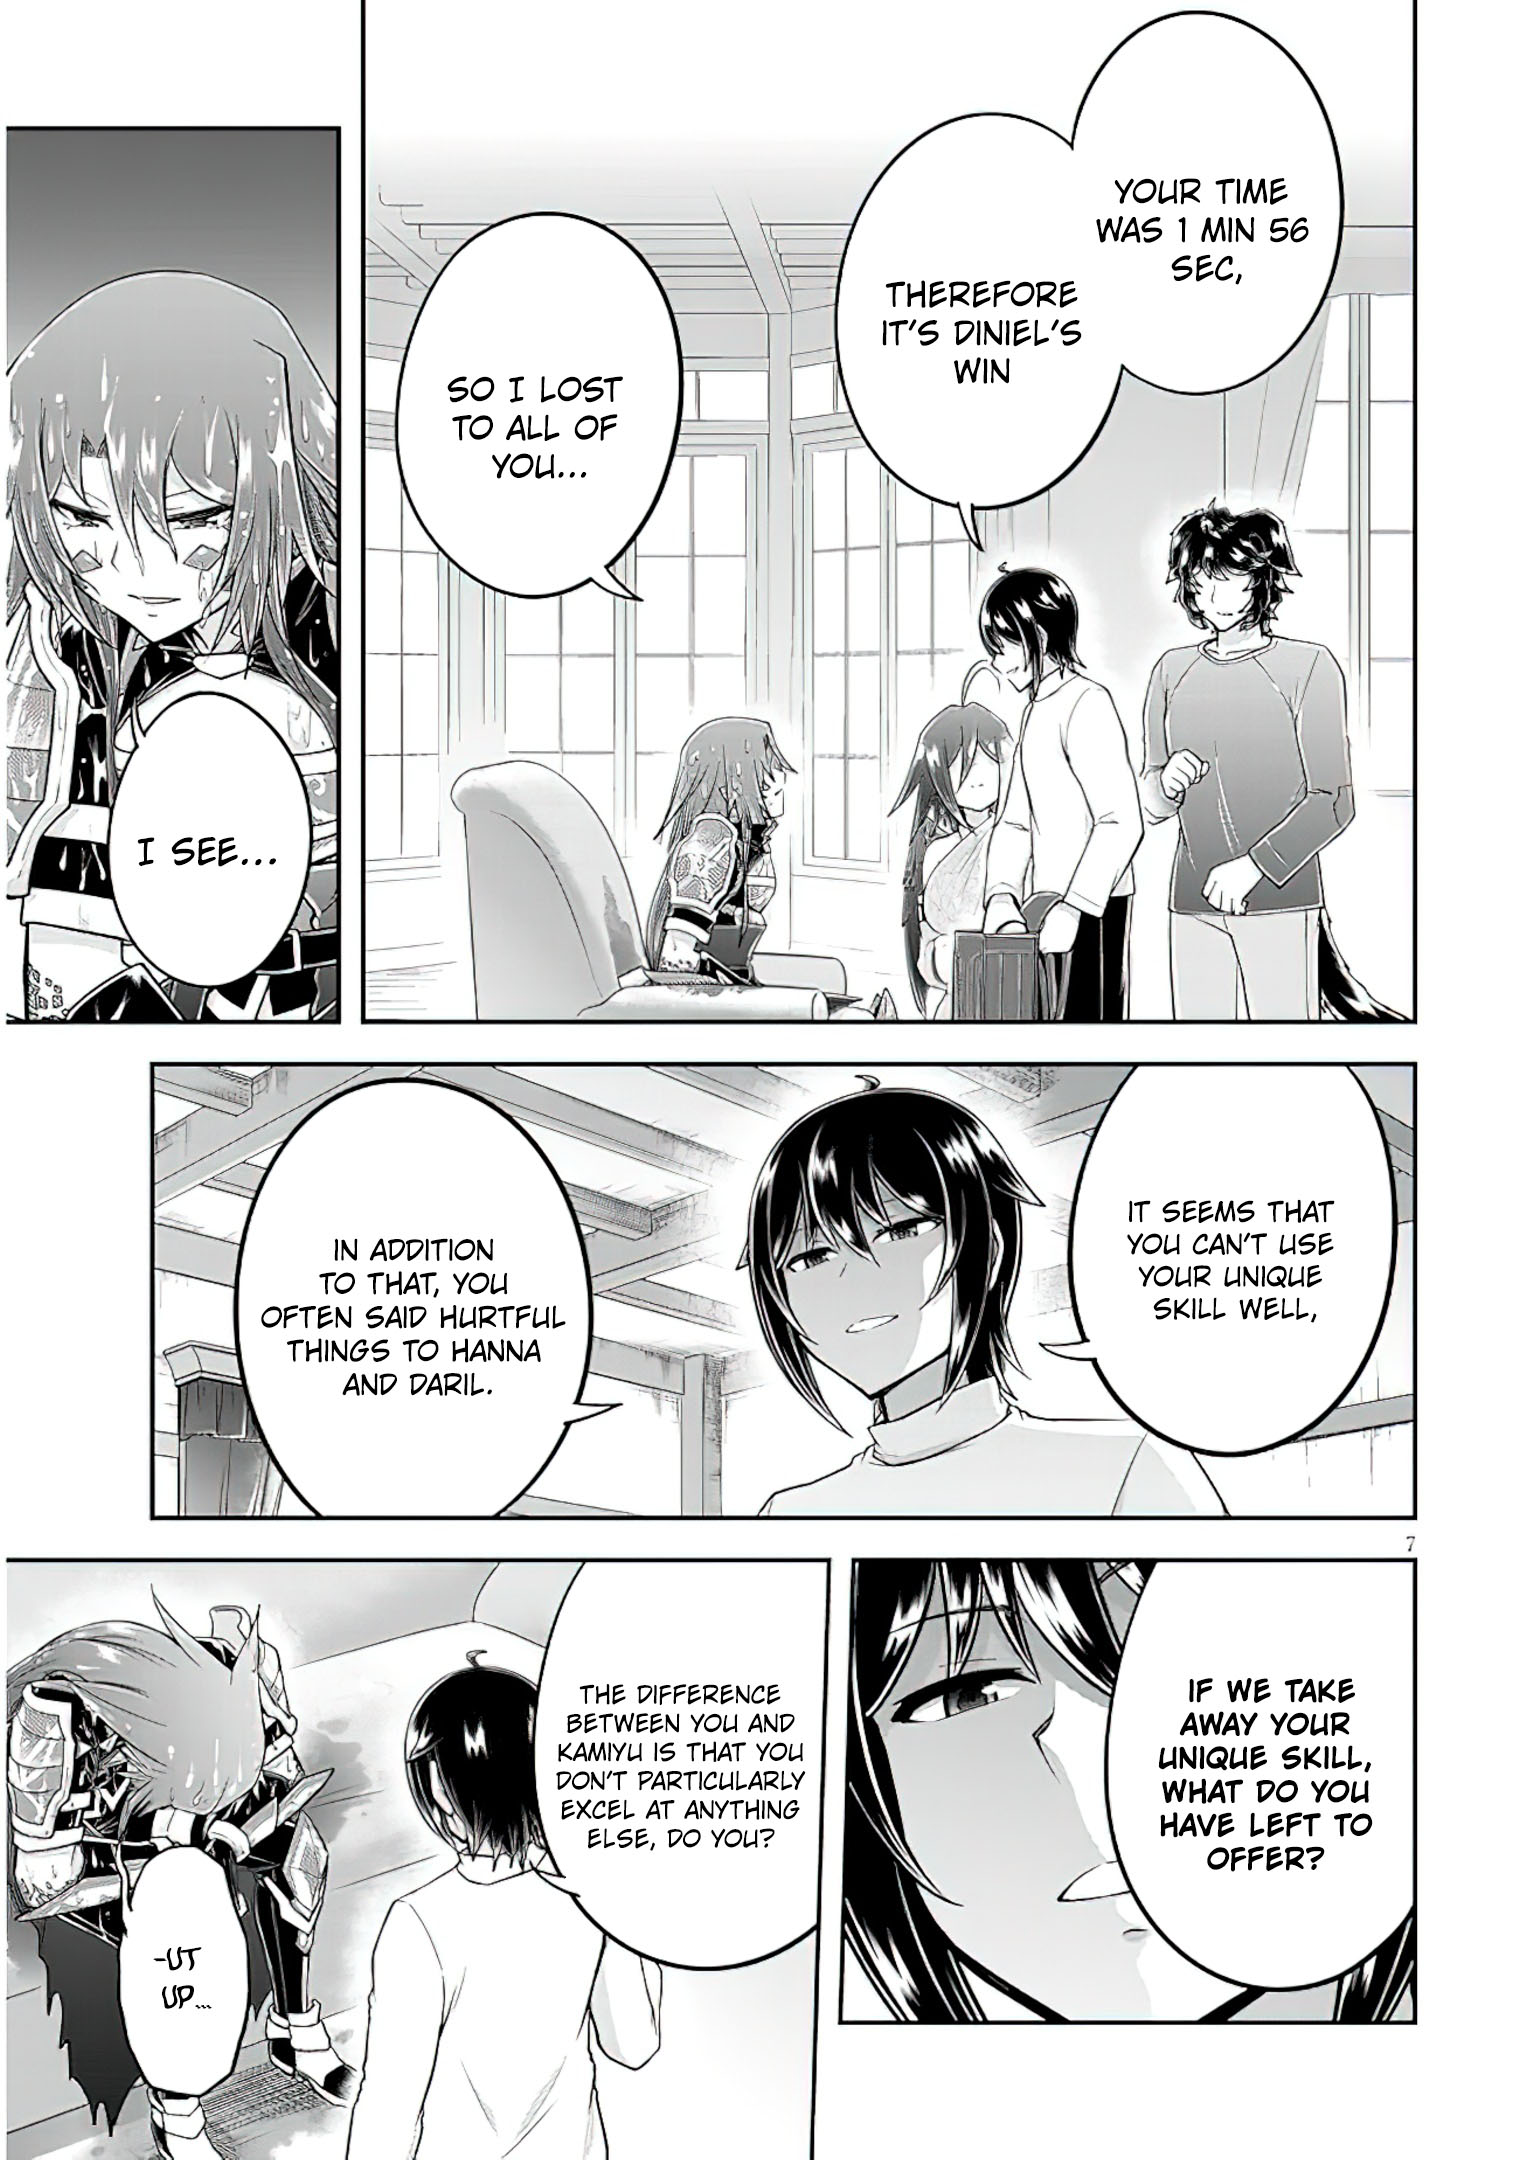 YOUR TIME
WAS 1 MIN 56
SEC,
THEREFORE
IT'S DINIEL'S
WIN
SO I LOST
TO ALL OF
YOU...
I SEE...
IT SEEMS THAT
YOU CAN'T USE
YOUR UNIQUE
SKILL WELL,
IN ADDITION
TO THAT, YOU
OFTEN SAID HURTFUL
THINGS TO HANNA
AND DARIL.
7
IF WE TAKE
AWAY YOUR
UNIQUE SKILL,
WHAT DO YOU
HAVE LEFT TO
OFFER?
THE DIFFERENCE
BETWEEN YOU AND
KAMIYU IS THAT YOU
DON'T PARTICULARLY
EXCEL AT ANYTHING
ELSE, DO YOU?
-UT
UP...